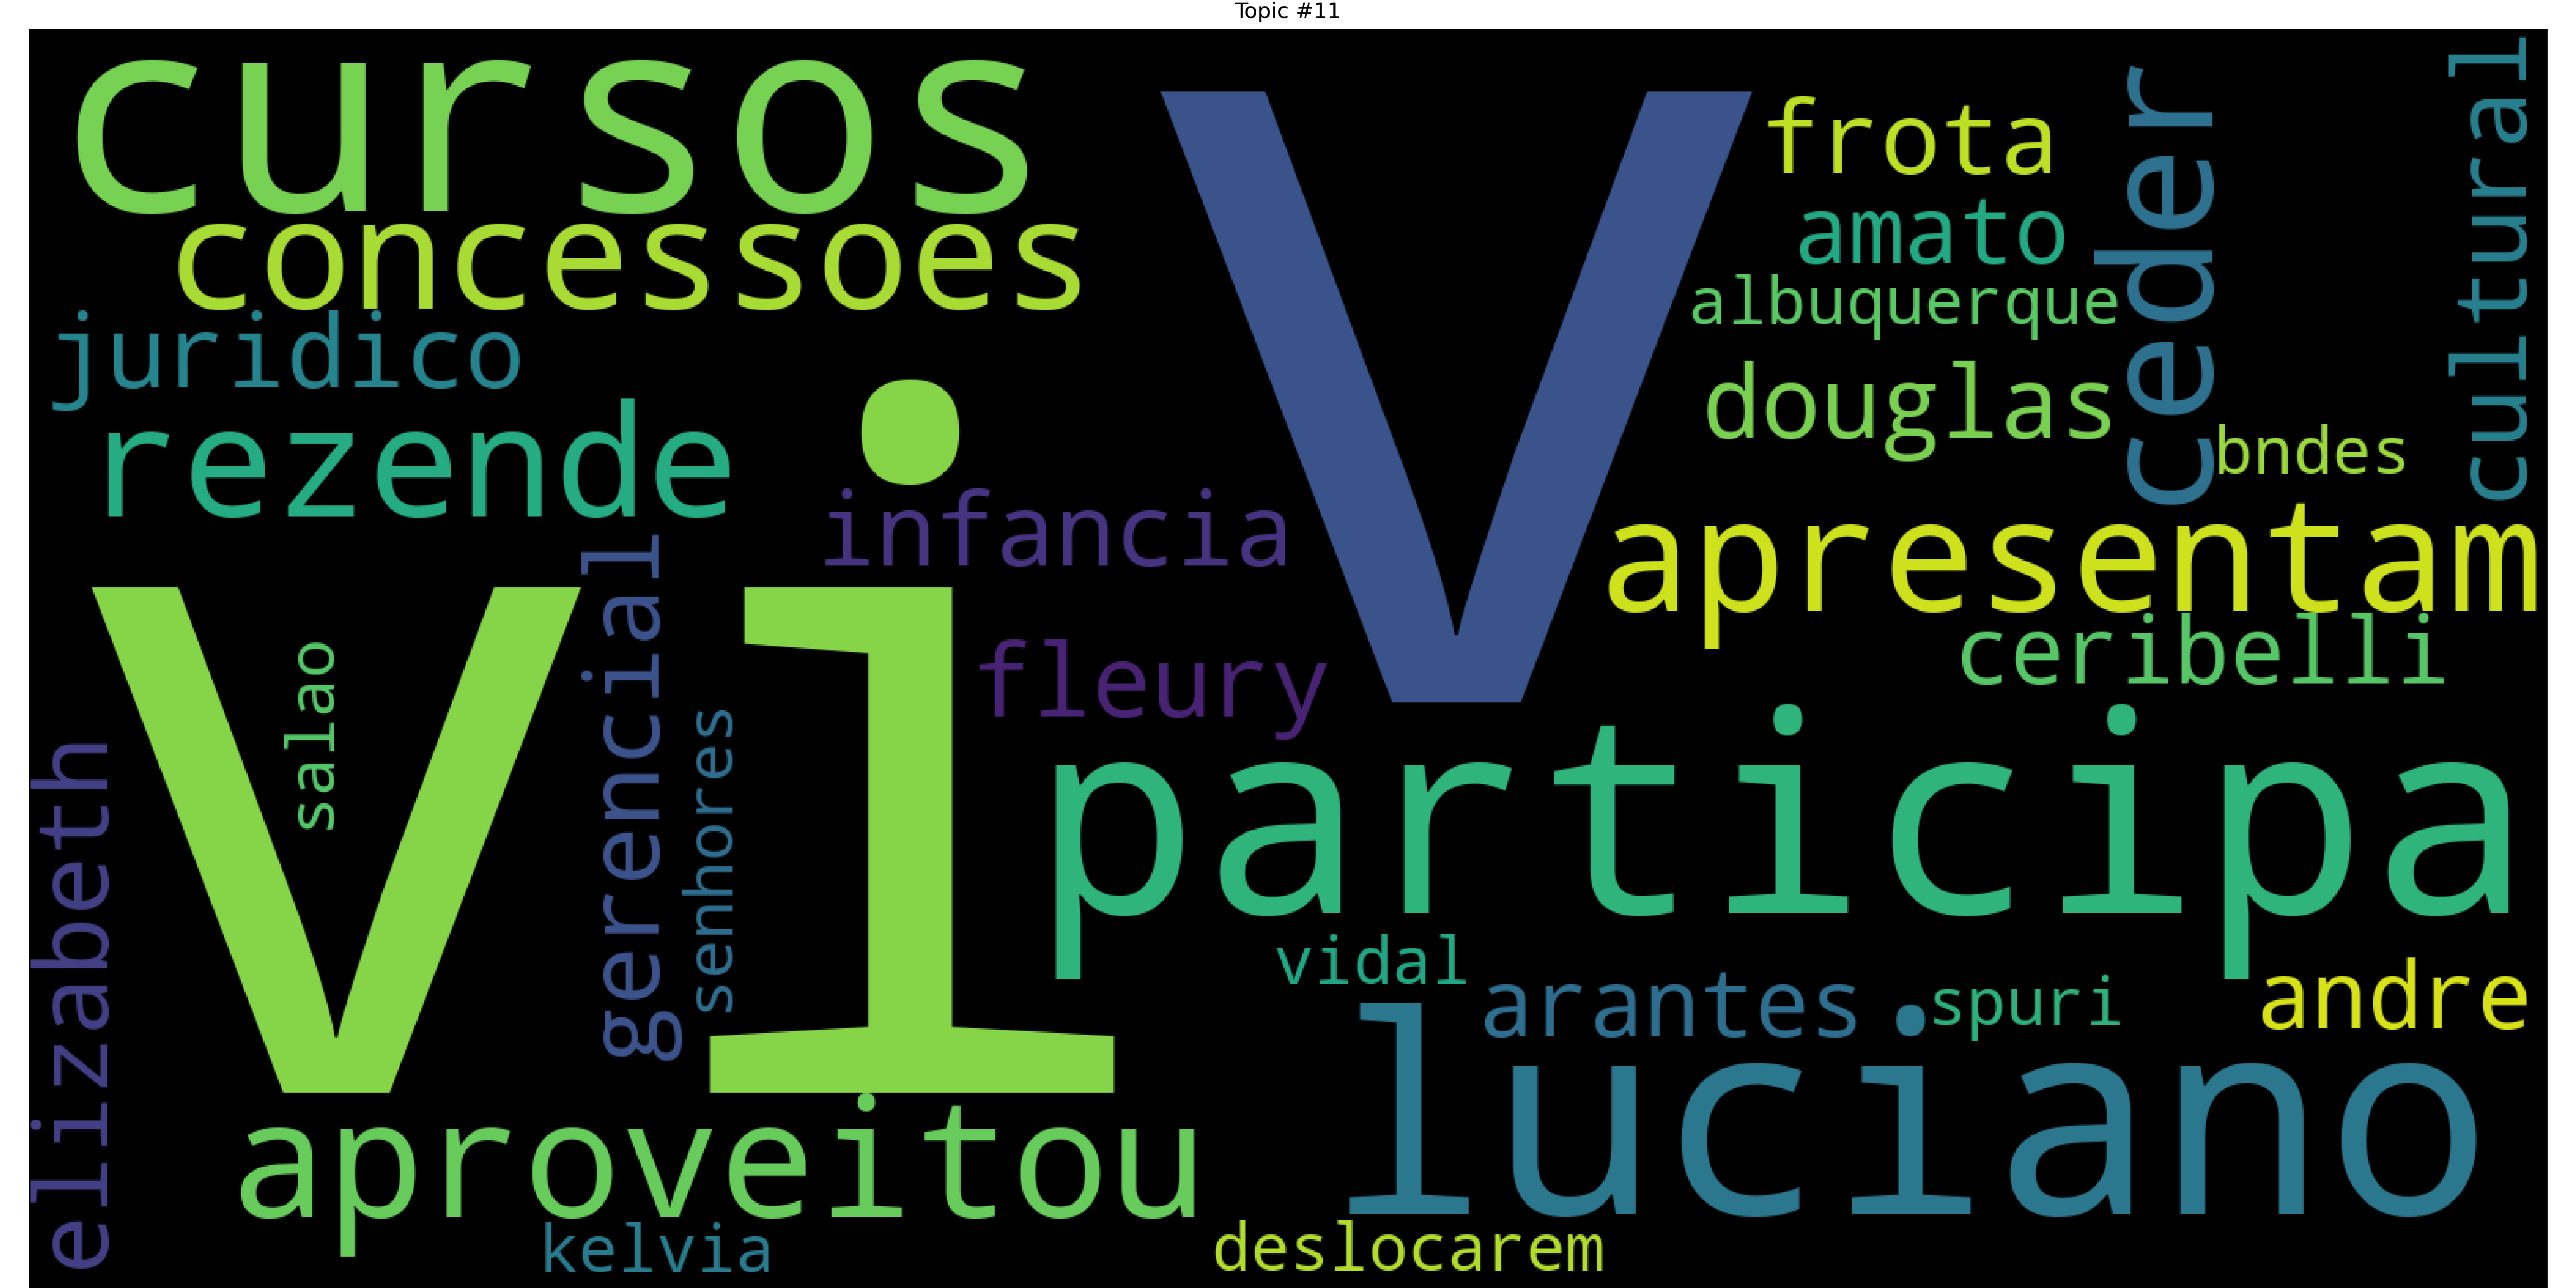 Topic #11
cursos
concessoes
juridico
rezende
v
frota
amato
albuquerque
douglas
ceder
cultural
bndes
infancia
apresentam
fleury
ceribelli
vi
salao
gerencial
senhores
elizabeth
participa
vidal
arantes
spuri
andre
luciano
aproveitou
kelvia
deslocarem